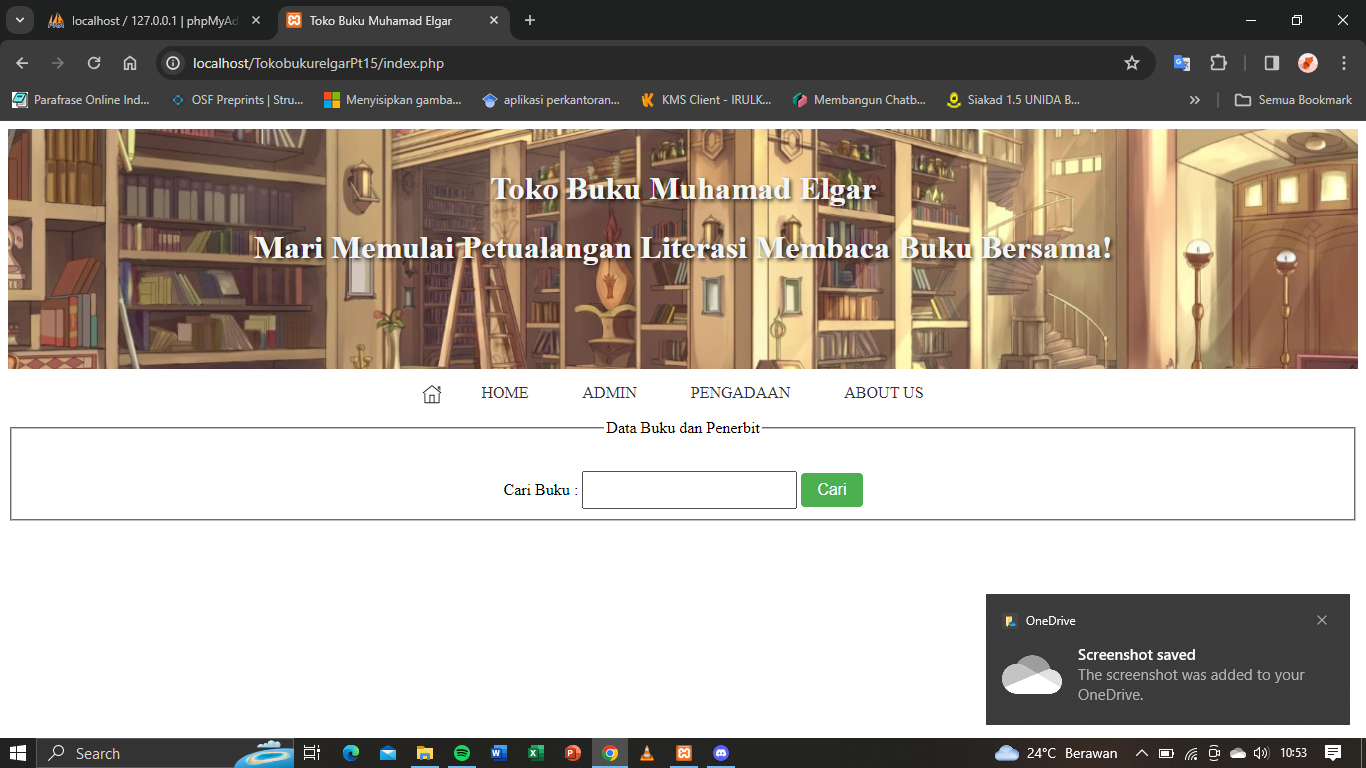 localhost / 127.0.0.1 | phpMyAd
Toko Buku Muhamad Elgar
localhost/TokobukurelgarPt15/index.php
Parafrase Online Ind...
OSF Preprints | Stru...
Menyisipkan gamba...
aplikasi perkantoran...
KMS Client - IRULK...
Membangun Chatb...
Siakad 1.5 UNIDA B...
Semua Bookmark
Toko Buku Muhamad Elgar
Mari Memulai Petualangan Literasi Membaca Buku Bersama!
HOME ADMIN PENGADAAN ABOUT US
Data Buku dan Penerbit
Cari Buku : Cari
OneDrive
Screenshot saved
The screenshot was added to your
OneDrive.
Search
24°C Berawan
10:53